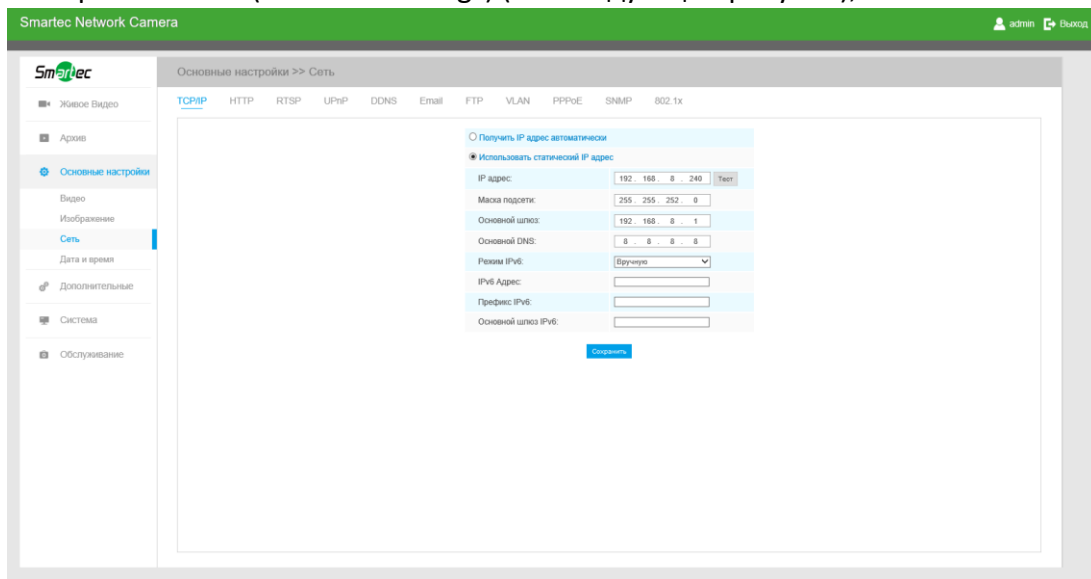 Smartec Network Camera
admin
Выход
Smartec
Основные настройки >> Сеть
Живое Видео
Архив
Основные настройки
Видео
Изображение
Сеть
Дата и время
Дополнительные
Система
Обслуживание
TCP/IP HTTP RTSP UPnP DDNS Email FTP VLAN PPPoE SNMP 802.1x
Получить IP адрес автоматически
Использовать статический IP адрес
IP адрес: 192 . 168 . 8 . 240 Тест
Маска подсети: 255 . 255 . 252 . 0
Основной шлюз: 192 . 168 . 8 . 1
Основной DNS: 8 . 8 . 8 . 8
Режим IPv6: Вручную
IPv6 Адрес:
Префикс IPv6:
Основной шлюз IPv6:
Сохранить